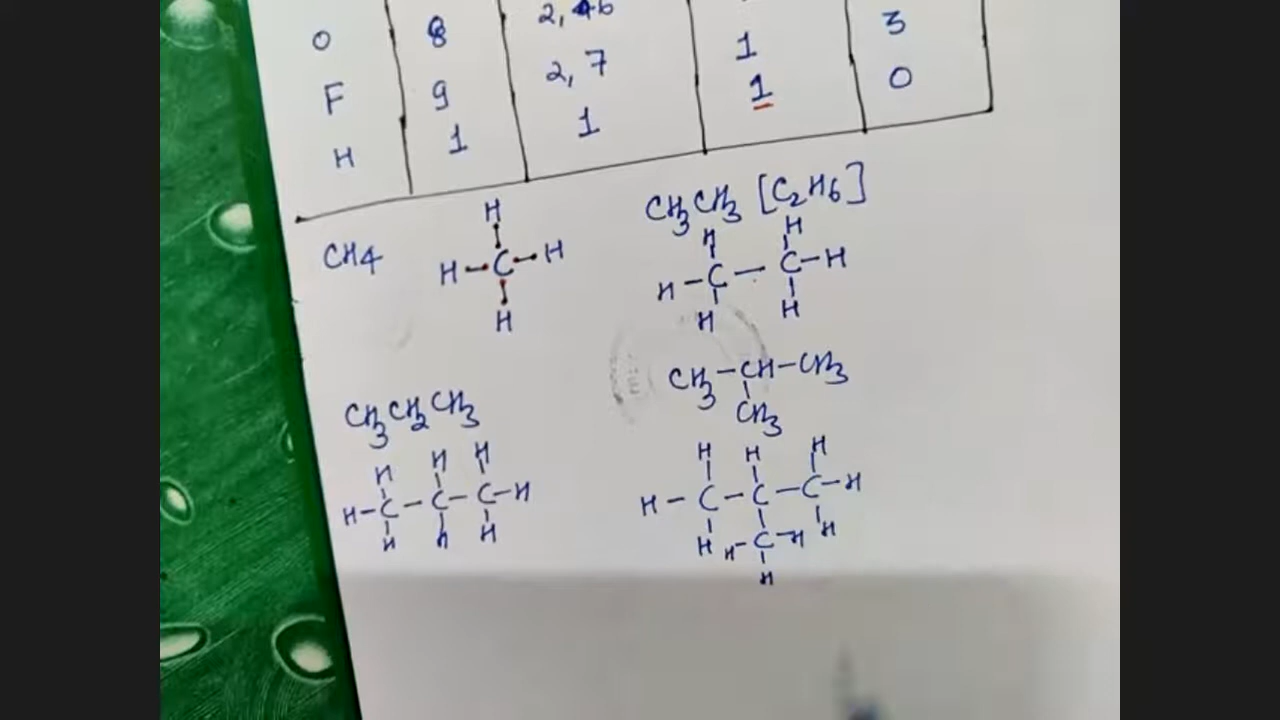 O 8 2, 6 3
F 9 2, 7 1
H 1 1 1 0
CH4
H
H-C-H
H
CH3CH3 [C2H6]
H H
H-C-C-H
H H
CH3-CH-CH3
CH3
CH3CH2CH3
H H H
H-C-C-C-H
H H H
H H H
H-C-C-C-H
H H
H-C-H
H